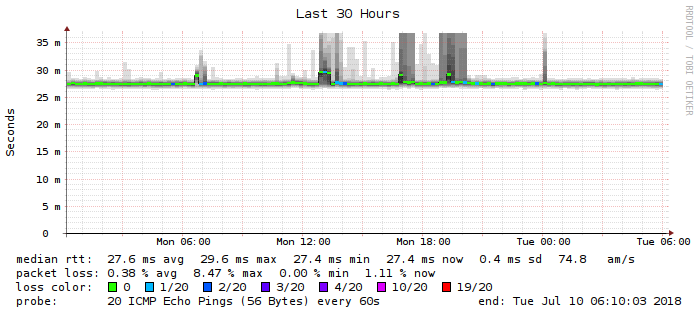 Last 30 Hours
RRDTOOL / TOBI OETIKER
Seconds
35 m
30 m
25 m
20 m
15 m
10 m
5 m
0
Mon 06:00 Mon 12:00 Mon 18:00 Tue 00:00 Tue 06:00
median rtt: 27.6 ms avg 29.6 ms max 27.4 ms min 27.4 ms now 0.4 ms sd 74.8 am/s
packet loss: 0.38 % avg 8.47 % max 0.00 % min 1.11 % now
loss color: 0 1/20 2/20 3/20 4/20 10/20 19/20
probe: 20 ICMP Echo Pings (56 Bytes) every 60s end: Tue Jul 10 06:10:03 2018